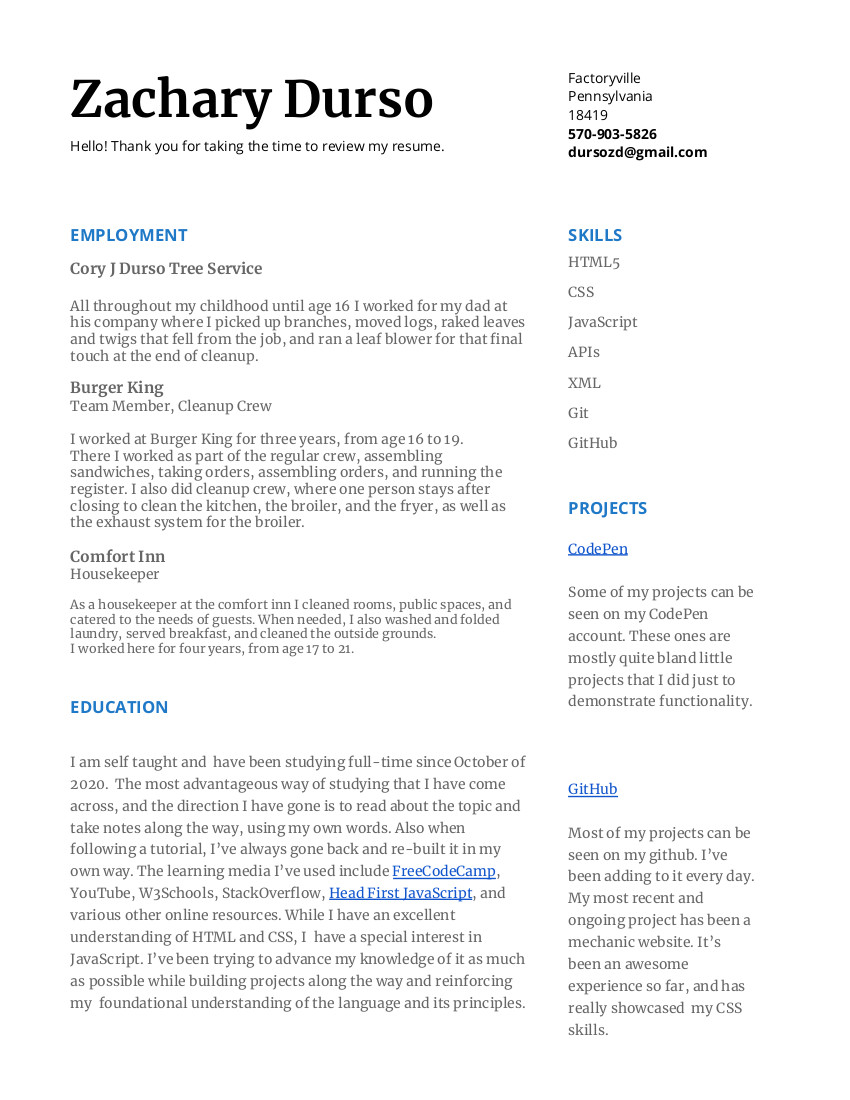 Zachary Durso
Hello! Thank you for taking the time to review my resume.
Factoryville
Pennsylvania
18419
570-903-5826
dursozd@gmail.com
EMPLOYMENT
Cory J Durso Tree Service
All throughout my childhood until age 16 I worked for my dad at
his company where I picked up branches, moved logs, raked leaves
and twigs that fell from the job, and ran a leaf blower for that final
touch at the end of cleanup.
Burger King
Team Member, Cleanup Crew
I worked at Burger King for three years, from age 16 to 19.
There I worked as part of the regular crew, assembling
sandwiches, taking orders, assembling orders, and running the
register. I also did cleanup crew, where one person stays after
closing to clean the kitchen, the broiler, and the fryer, as well as
the exhaust system for the broiler.
Comfort Inn
Housekeeper
As a housekeeper at the comfort inn I cleaned rooms, public spaces, and
catered to the needs of guests. When needed, I also washed and folded
laundry, served breakfast, and cleaned the outside grounds.
I worked here for four years, from age 17 to 21.
EDUCATION
I am self taught and have been studying full-time since October of
2020. The most advantageous way of studying that I have come
across, and the direction I have gone is to read about the topic and
take notes along the way, using my own words. Also when
following a tutorial, I've always gone back and re-built it in my
own way. The learning media I've used include FreeCodeCamp,
YouTube, W3Schools, StackOverflow, Head First JavaScript, and
various other online resources. While I have an excellent
understanding of HTML and CSS, I have a special interest in
JavaScript. I've been trying to advance my knowledge of it as much
as possible while building projects along the way and reinforcing
my foundational understanding of the language and its principles.
SKILLS
HTML5
CSS
JavaScript
APIs
XML
Git
GitHub
PROJECTS
CodePen
Some of my projects can be
seen on my CodePen
account. These ones are
mostly quite bland little
projects that I did just to
demonstrate functionality.
GitHub
Most of my projects can be
seen on my github. I've
been adding to it every day.
My most recent and
ongoing project has been a
mechanic website. It's
been an awesome
experience so far, and has
really showcased my CSS
skills.